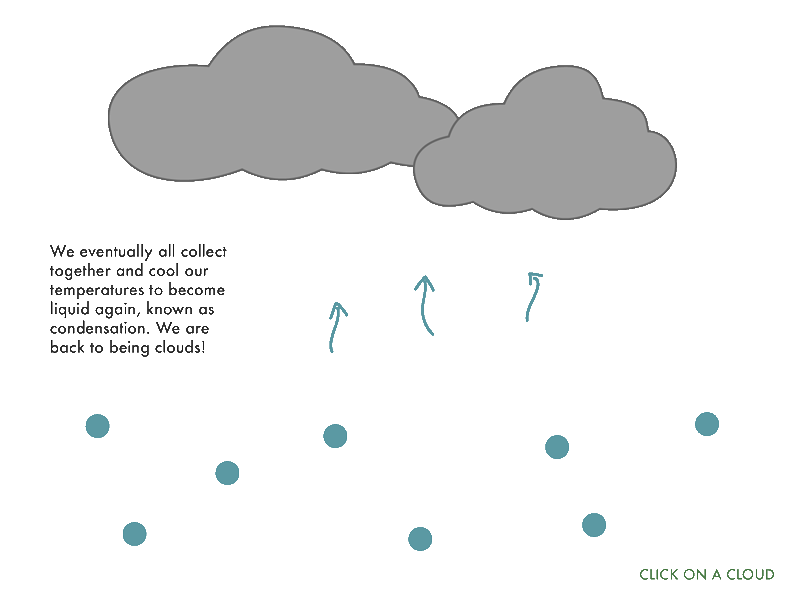 We eventually all collect
together and cool our
temperatures to become
liquid again, known as
condensation. We are
back to being clouds!
CLICK ON A CLOUD